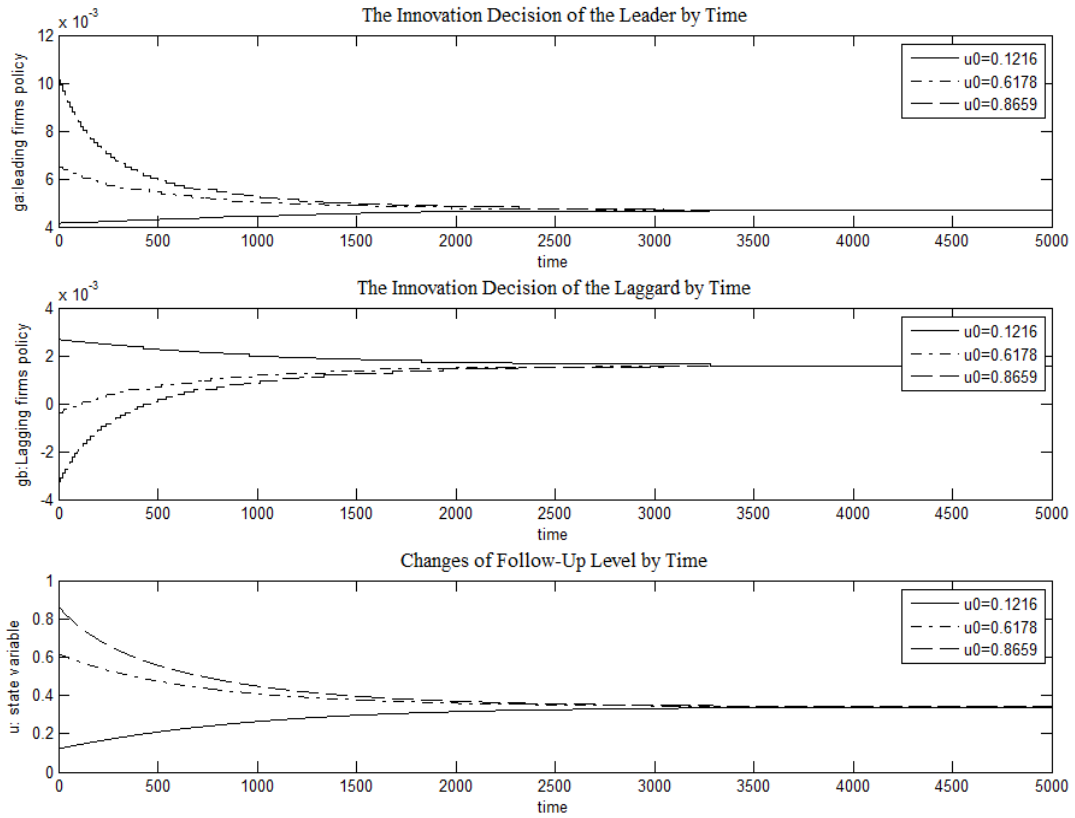 The Innovation Decision of the Leader by Time
x 10⁻³
12
10
8
6
4
ga:leading firms policy
u0=0.1216
u0=0.6178
u0=0.8659
0 500 1000 1500 2000 2500 3000 3500 4000 4500 5000
time
The Innovation Decision of the Laggard by Time
x 10⁻³
4
2
0
-2
-4
gb:Lagging firms policy
u0=0.1216
u0=0.6178
u0=0.8659
0 500 1000 1500 2000 2500 3000 3500 4000 4500 5000
time
Changes of Follow-Up Level by Time
1
0.8
0.6
0.4
0.2
0
u: state variable
u0=0.1216
u0=0.6178
u0=0.8659
0 500 1000 1500 2000 2500 3000 3500 4000 4500 5000
time